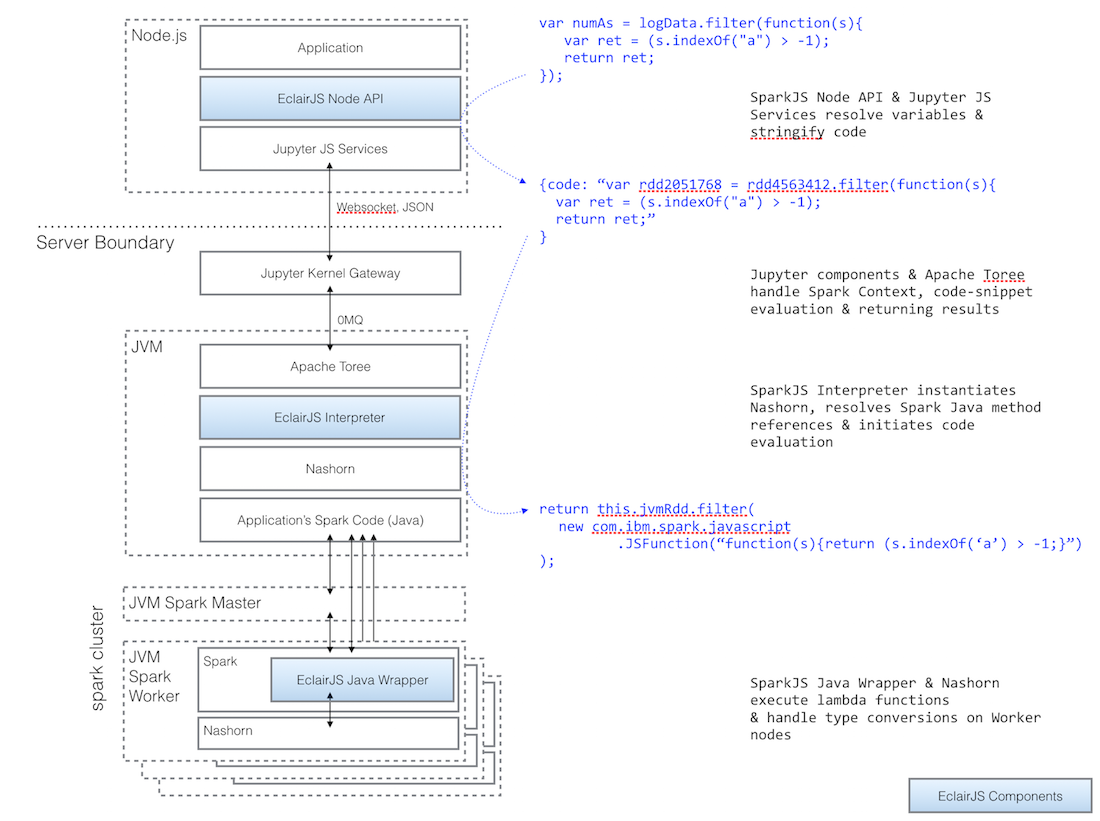 Node.js
Application
EclairJS Node API
Jupyter JS Services
Websocket, JSON
Server Boundary
Jupyter Kernel Gateway
0MQ
JVM
Apache Toree
EclairJS Interpreter
Nashorn
Application's Spark Code (Java)
spark cluster
JVM Spark Master
JVM
Spark
Worker
Spark
EclairJS Java Wrapper
Nashorn
var numAs = logData.filter(function(s){
var ret = (s.indexOf("a") > -1);
return ret;
});
SparkJS Node API & Jupyter JS
Services resolve variables &
stringify code
{code: “var rdd2051768 = rdd4563412.filter(function(s){
var ret = (s.indexOf("a") > -1);
return ret;”
}
Jupyter components & Apache Toree
handle Spark Context, code-snippet
evaluation & returning results
SparkJS Interpreter instantiates
Nashorn, resolves Spark Java method
references & initiates code
evaluation
return this.jvmRdd.filter(
new com.ibm.spark.javascript
.JSFunction(“function(s){return (s.indexOf(‘a’) > -1;}”)
);
SparkJS Java Wrapper & Nashorn
execute lambda functions
& handle type conversions on Worker
nodes
EclairJS Components